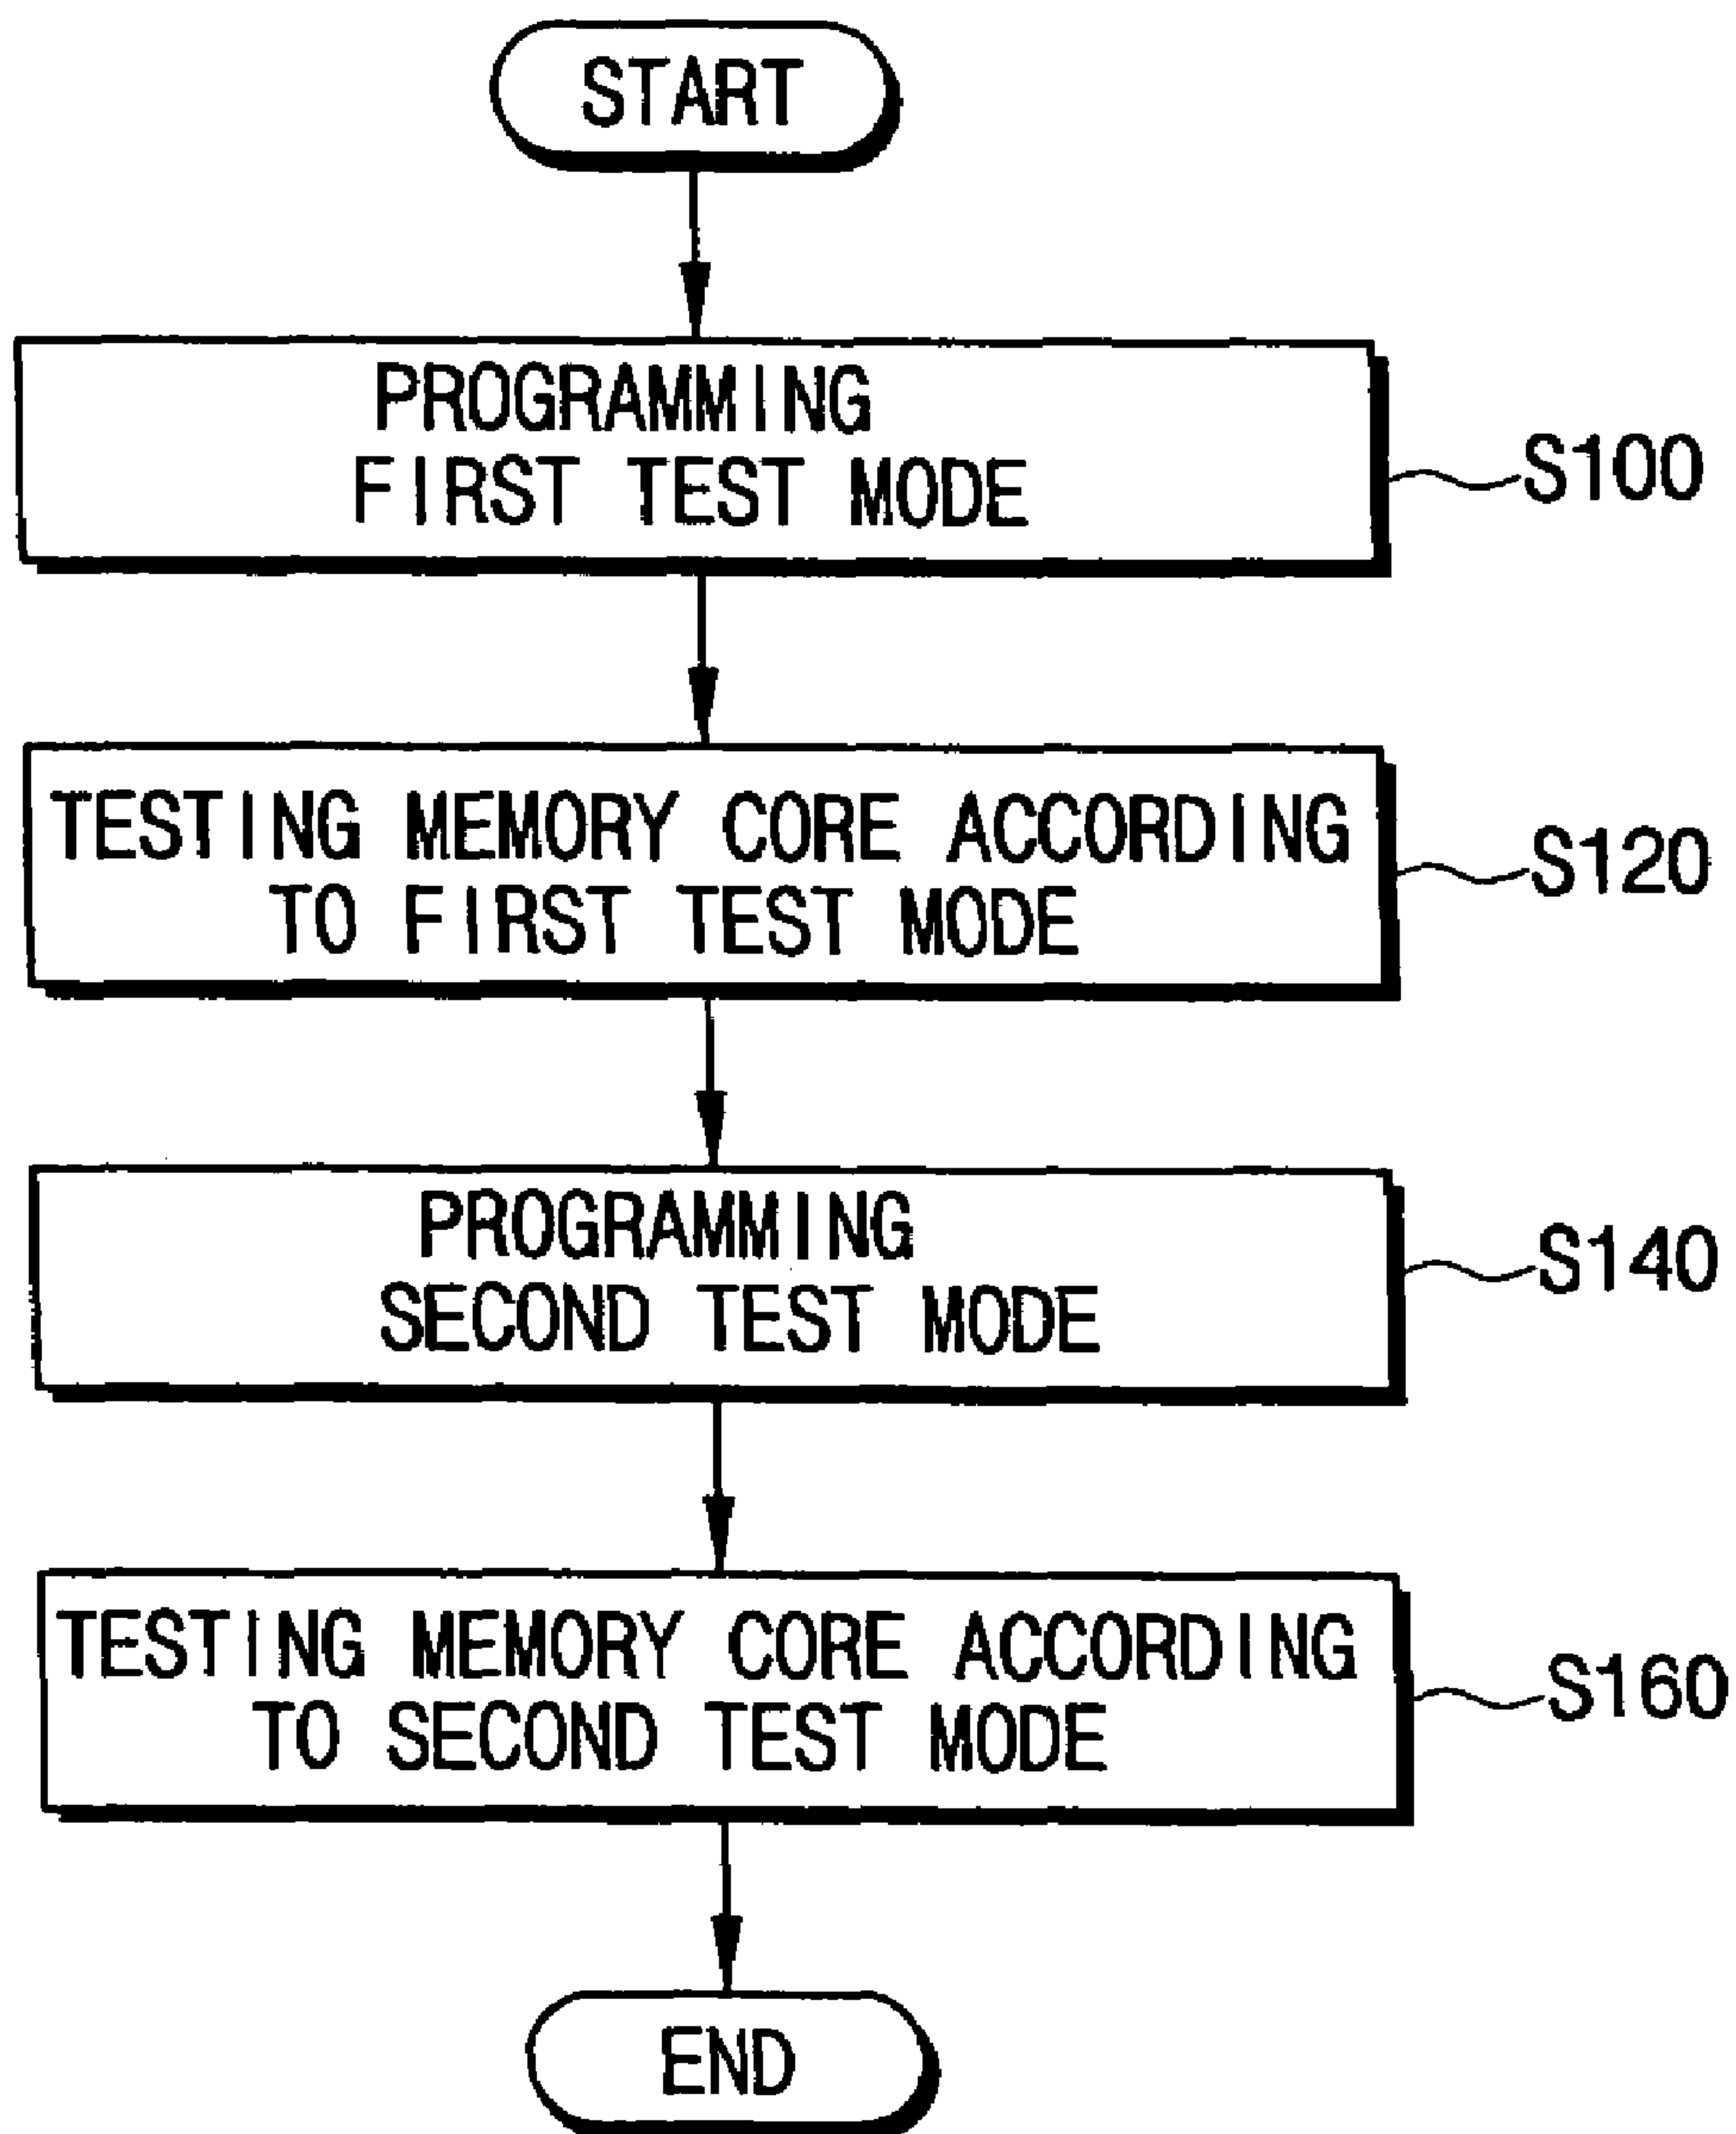 START
PROGRAMMING
FIRST TEST MODE
S100
TESTING MEMORY CORE ACCORDING
TO FIRST TEST MODE
S120
PROGRAMMING
SECOND TEST MODE
S140
TESTING MEMORY CORE ACCORDING
TO SECOND TEST MODE
S160
END